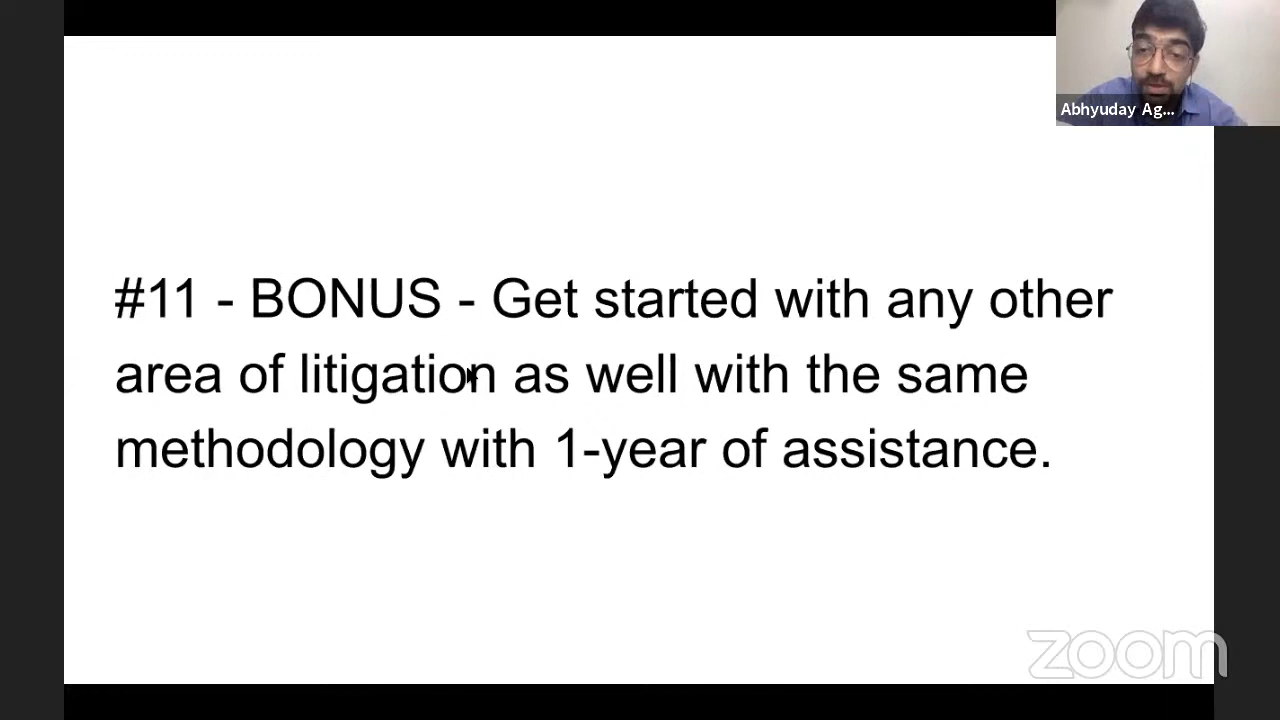 Abhyuday Ag...
#11 - BONUS - Get started with any other
area of litigation as well with the same
methodology with 1-year of assistance.
zoom